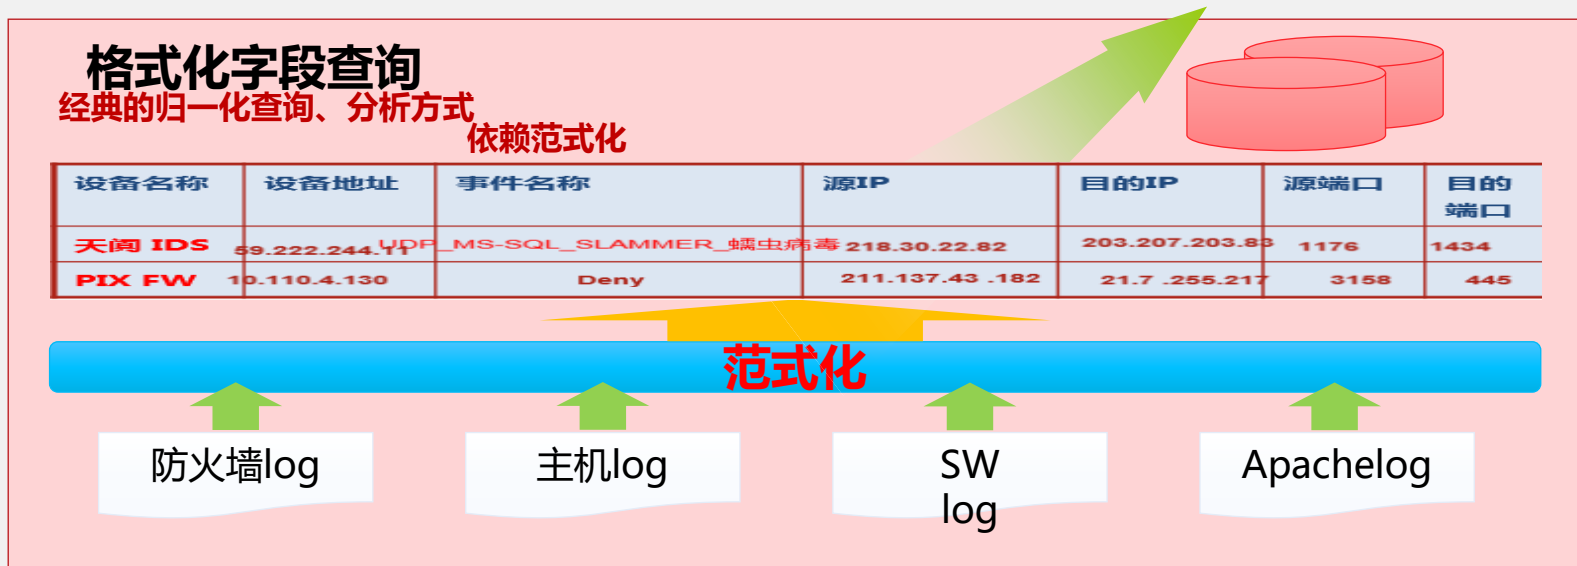 格式化字段查询
经典的归一化查询、分析方式
依赖范式化
设备名称 设备地址 事件名称 源IP 目的IP 源端口 目的
端口
天阗 IDS 59.222.244.11 UDP_MS-SQL_SLAMMER_蠕虫病毒 218.30.22.82 203.207.203.83 1176 1434
PIX FW 10.110.4.130 Deny 211.137.43 .182 21.7 .255.217 3158 445
范式化
防火墙log 主机log SW Apachelog
log